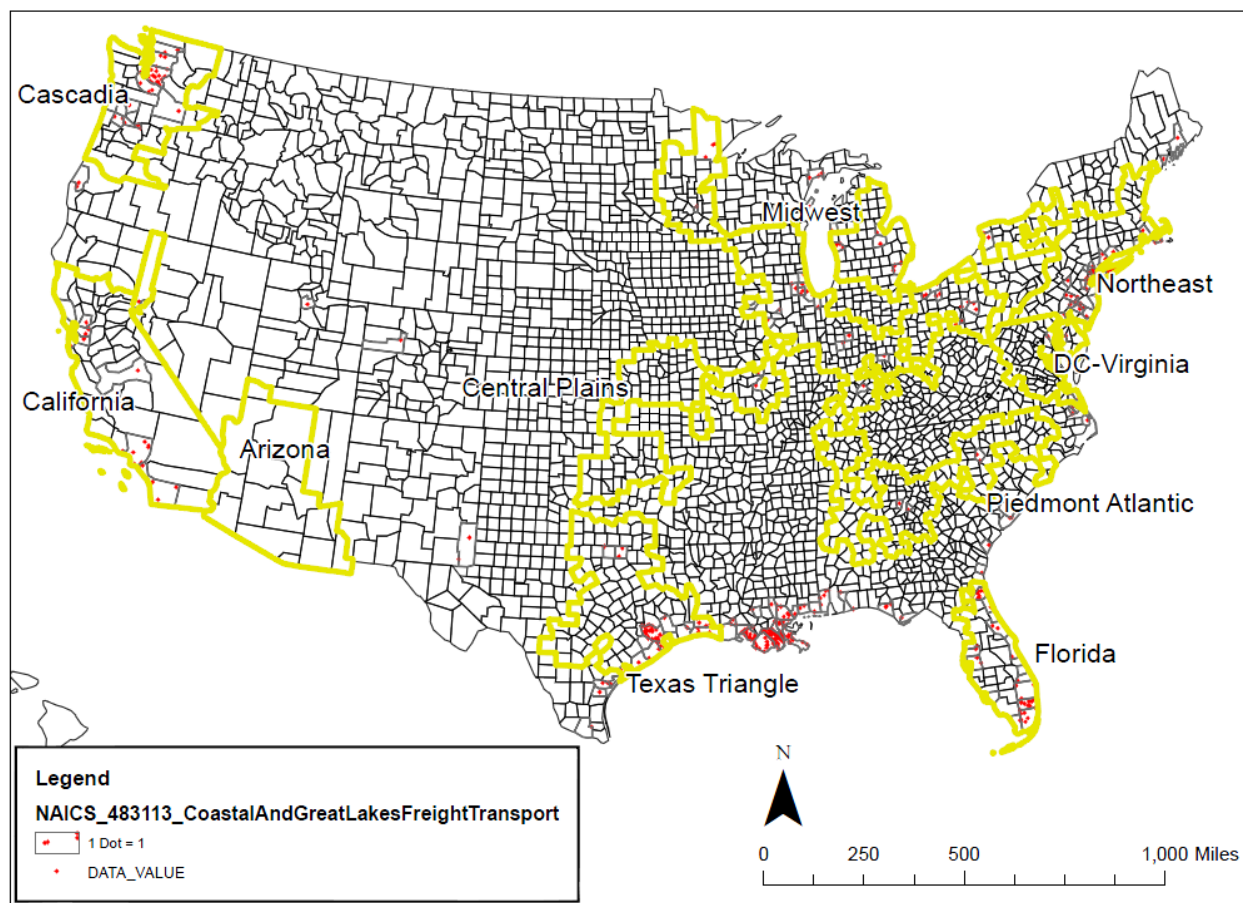 Cascadia
Midwest
Northeast
DC-Virginia
Central Plains
California
Arizona
Piedmont Atlantic
Florida
Texas Triangle
N
Legend
NAICS_483113_CoastalAndGreatLakesFreightTransport
1 Dot = 1
DATA_VALUE
0 250 500 1,000 Miles